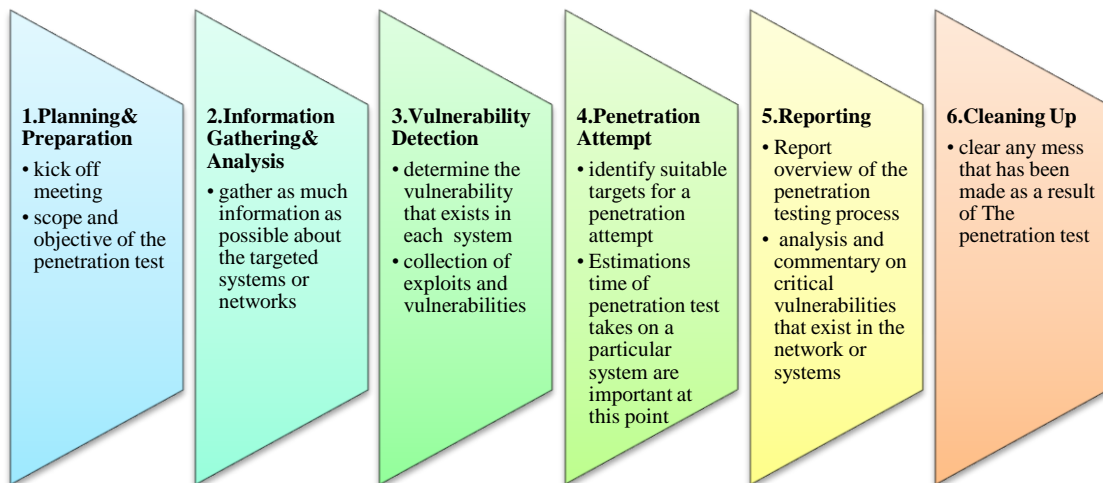 1.Planning&
Preparation
• kick off
meeting
• scope and
objective of the
penetration test
2.Information
Gathering&
Analysis
• gather as much
information as
possible about
the targeted
systems or
networks
3.Vulnerability
Detection
• determine the
vulnerability
that exists in
each system
• collection of
exploits and
vulnerabilities
4.Penetration
Attempt
• identify suitable
targets for a
penetration
attempt
• Estimations
time of
penetration test
takes on a
particular
system are
important at
this point
5.Reporting
• Report
overview of the
penetration
testing process
• analysis and
commentary on
critical
vulnerabilities
that exist in the
network or
systems
6.Cleaning Up
• clear any mess
that has been
made as a result
of The
penetration test